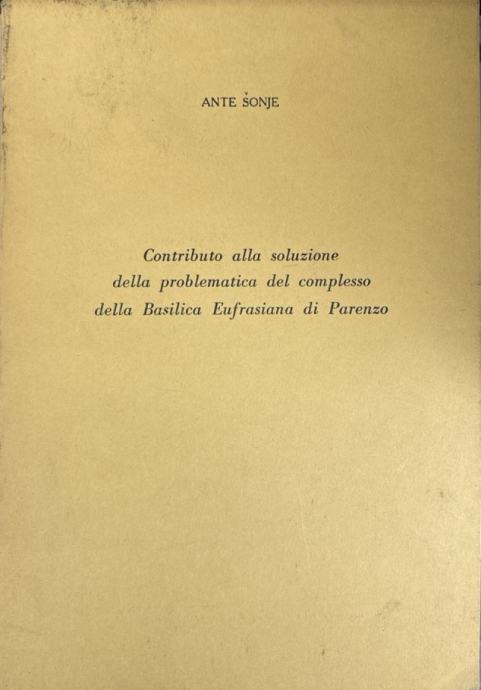 ANTE ŠONJE
Contributo alla soluzione
della problematica del complesso
della Basilica Eufrasiana di Parenzo